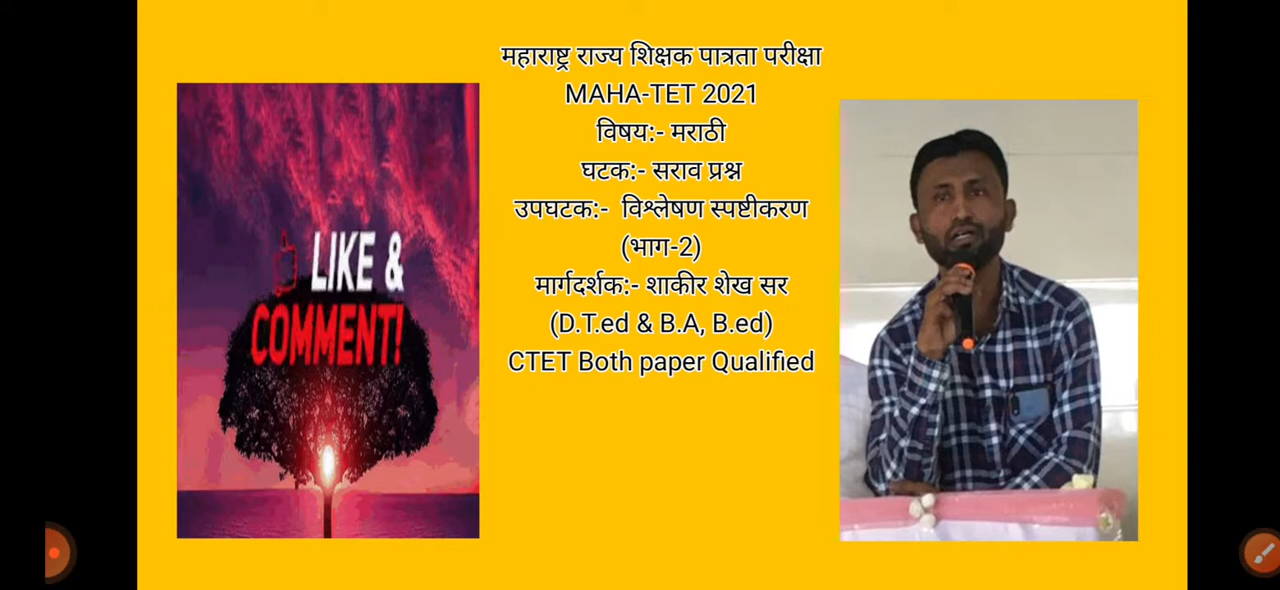 महाराष्ट्र राज्य शिक्षक पात्रता परीक्षा
MAHA-TET 2021
विषय:- मराठी
घटक:- सराव प्रश्न
उपघटक:- विश्लेषण स्पष्टीकरण
(भाग-2)
मार्गदर्शक:- शाकीर शेख सर
(D.T.ed & B.A, B.ed)
CTET Both paper Qualified
LIKE &
COMMENT!